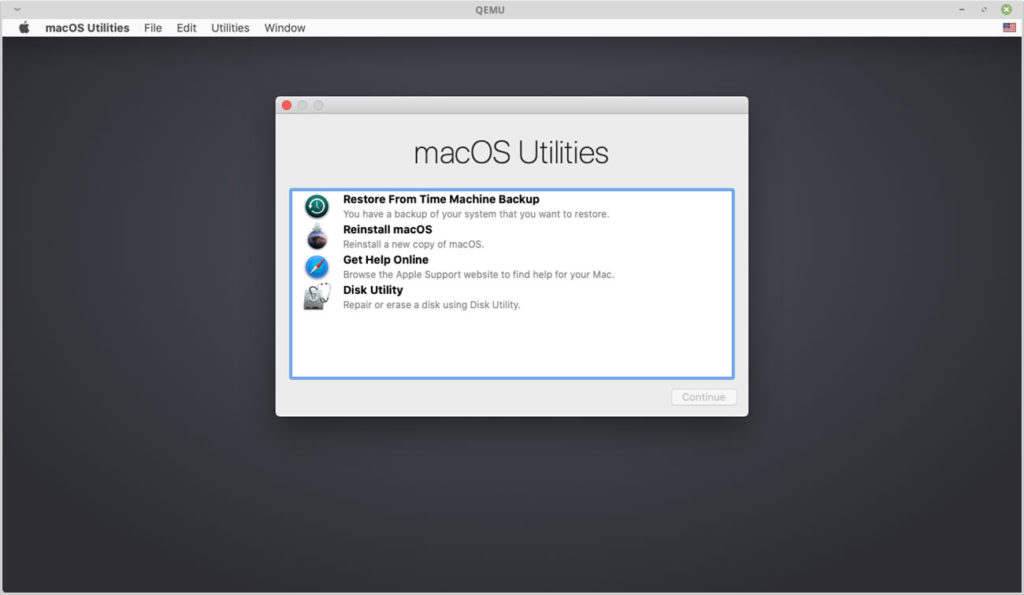 QEMU
macOS Utilities File Edit Utilities Window
macOS Utilities
Restore From Time Machine Backup
You have a backup of your system that you want to restore.
Reinstall macOS
Reinstall a new copy of macOS.
Get Help Online
Browse the Apple Support website to find help for your Mac.
Disk Utility
Repair or erase a disk using Disk Utility.
Continue